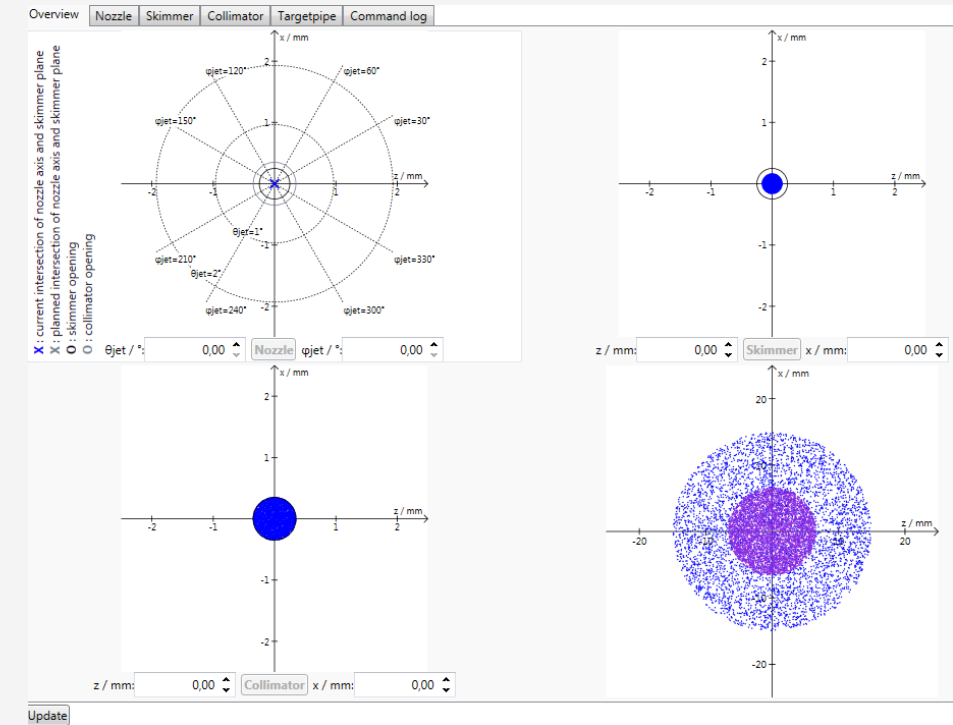 Overview Nozzle Skimmer Collimator Targetpipe Command log
X : current intersection of nozzle axis and skimmer plane
X : planned intersection of nozzle axis and skimmer plane
O : skimmer opening
O : collimator opening
x / mm
2
φjet=120°
φjet=60°
φjet=150°
1
φjet=30°
z / mm
-2
-1
1
2
θjet=1°
-1
φjet=210°
φjet=330°
θjet=2°
φjet=240°
-2
φjet=300°
θjet / °: 0,00 Nozzle φjet / °: 0,00
x / mm
2
1
z / mm
-2
-1
1
2
-1
-2
z / mm: 0,00 Skimmer x / mm: 0,00
x / mm
2
1
z / mm
-2
-1
1
2
-1
-2
z / mm: 0,00 Collimator x / mm: 0,00
x / mm
20
z / mm
-20
20
-20
Update